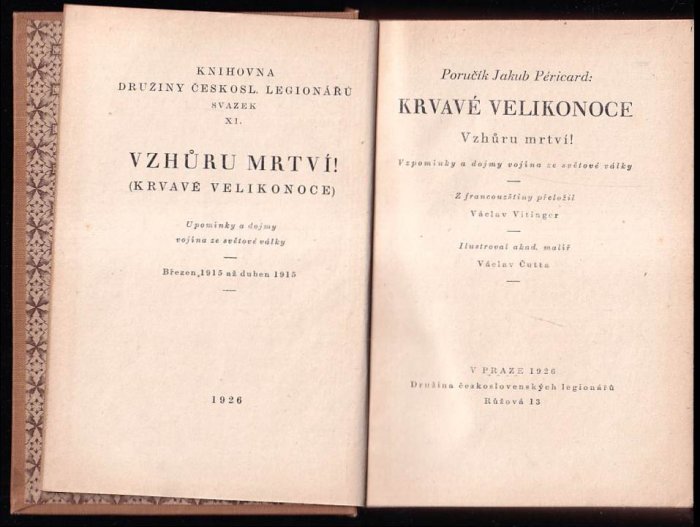 KNIHOVNA
DRUŽINY ČESKOSL. LEGIONÁŘŮ
SVAZEK
XI.
VZHŮRU MRTVÍ!
(KRVAVÉ VELIKONOCE)
Upomínky a dojmy
vojína ze světové války
Březen 1915 až duben 1915
1926
Poručík Jakub Péricard:
KRVAVÉ VELIKONOCE
Vzhůru mrtví!
Vzpomínky a dojmy vojína ze světové války
Z francouzštiny přeložil
Václav Vitinger
Ilustroval akad. malíř
Václav Čutta
V PRAZE 1926
Družina československých legionářů
Růžová 13